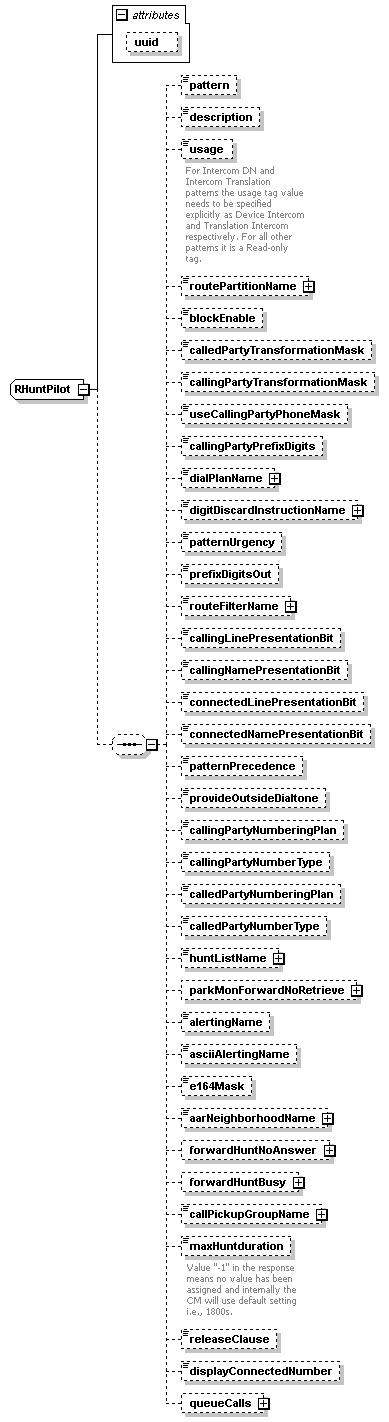 attributes
uuid
pattern
description
usage
For Intercom DN and
Intercom Translation
patterns the usage tag value
needs to be specified
explicitly as Device Intercom
and Translation Intercom
respectively. For all other
patterns it is a Read-only
tag.
routePartitionName
blockEnable
calledPartyTransformationMask
callingPartyTransformationMask
RHuntPilot
useCallingPartyPhoneMask
callingPartyPrefixDigits
dialPlanName
digitDiscardInstructionName
patternUrgency
prefixDigitsOut
routeFilterName
callingLinePresentationBit
callingNamePresentationBit
connectedLinePresentationBit
connectedNamePresentationBit
patternPrecedence
provideOutsideDialtone
callingPartyNumberingPlan
callingPartyNumberType
calledPartyNumberingPlan
calledPartyNumberType
huntListName
parkMonForwardNoRetrieve
alertingName
asciiAlertingName
e164Mask
aarNeighborhoodName
forwardHuntNoAnswer
forwardHuntBusy
callPickupGroupName
maxHuntduration
Value "-1" in the response
means no value has been
assigned and internally the
CM will use default setting
i.e., 1800s.
releaseClause
displayConnectedNumber
queueCalls